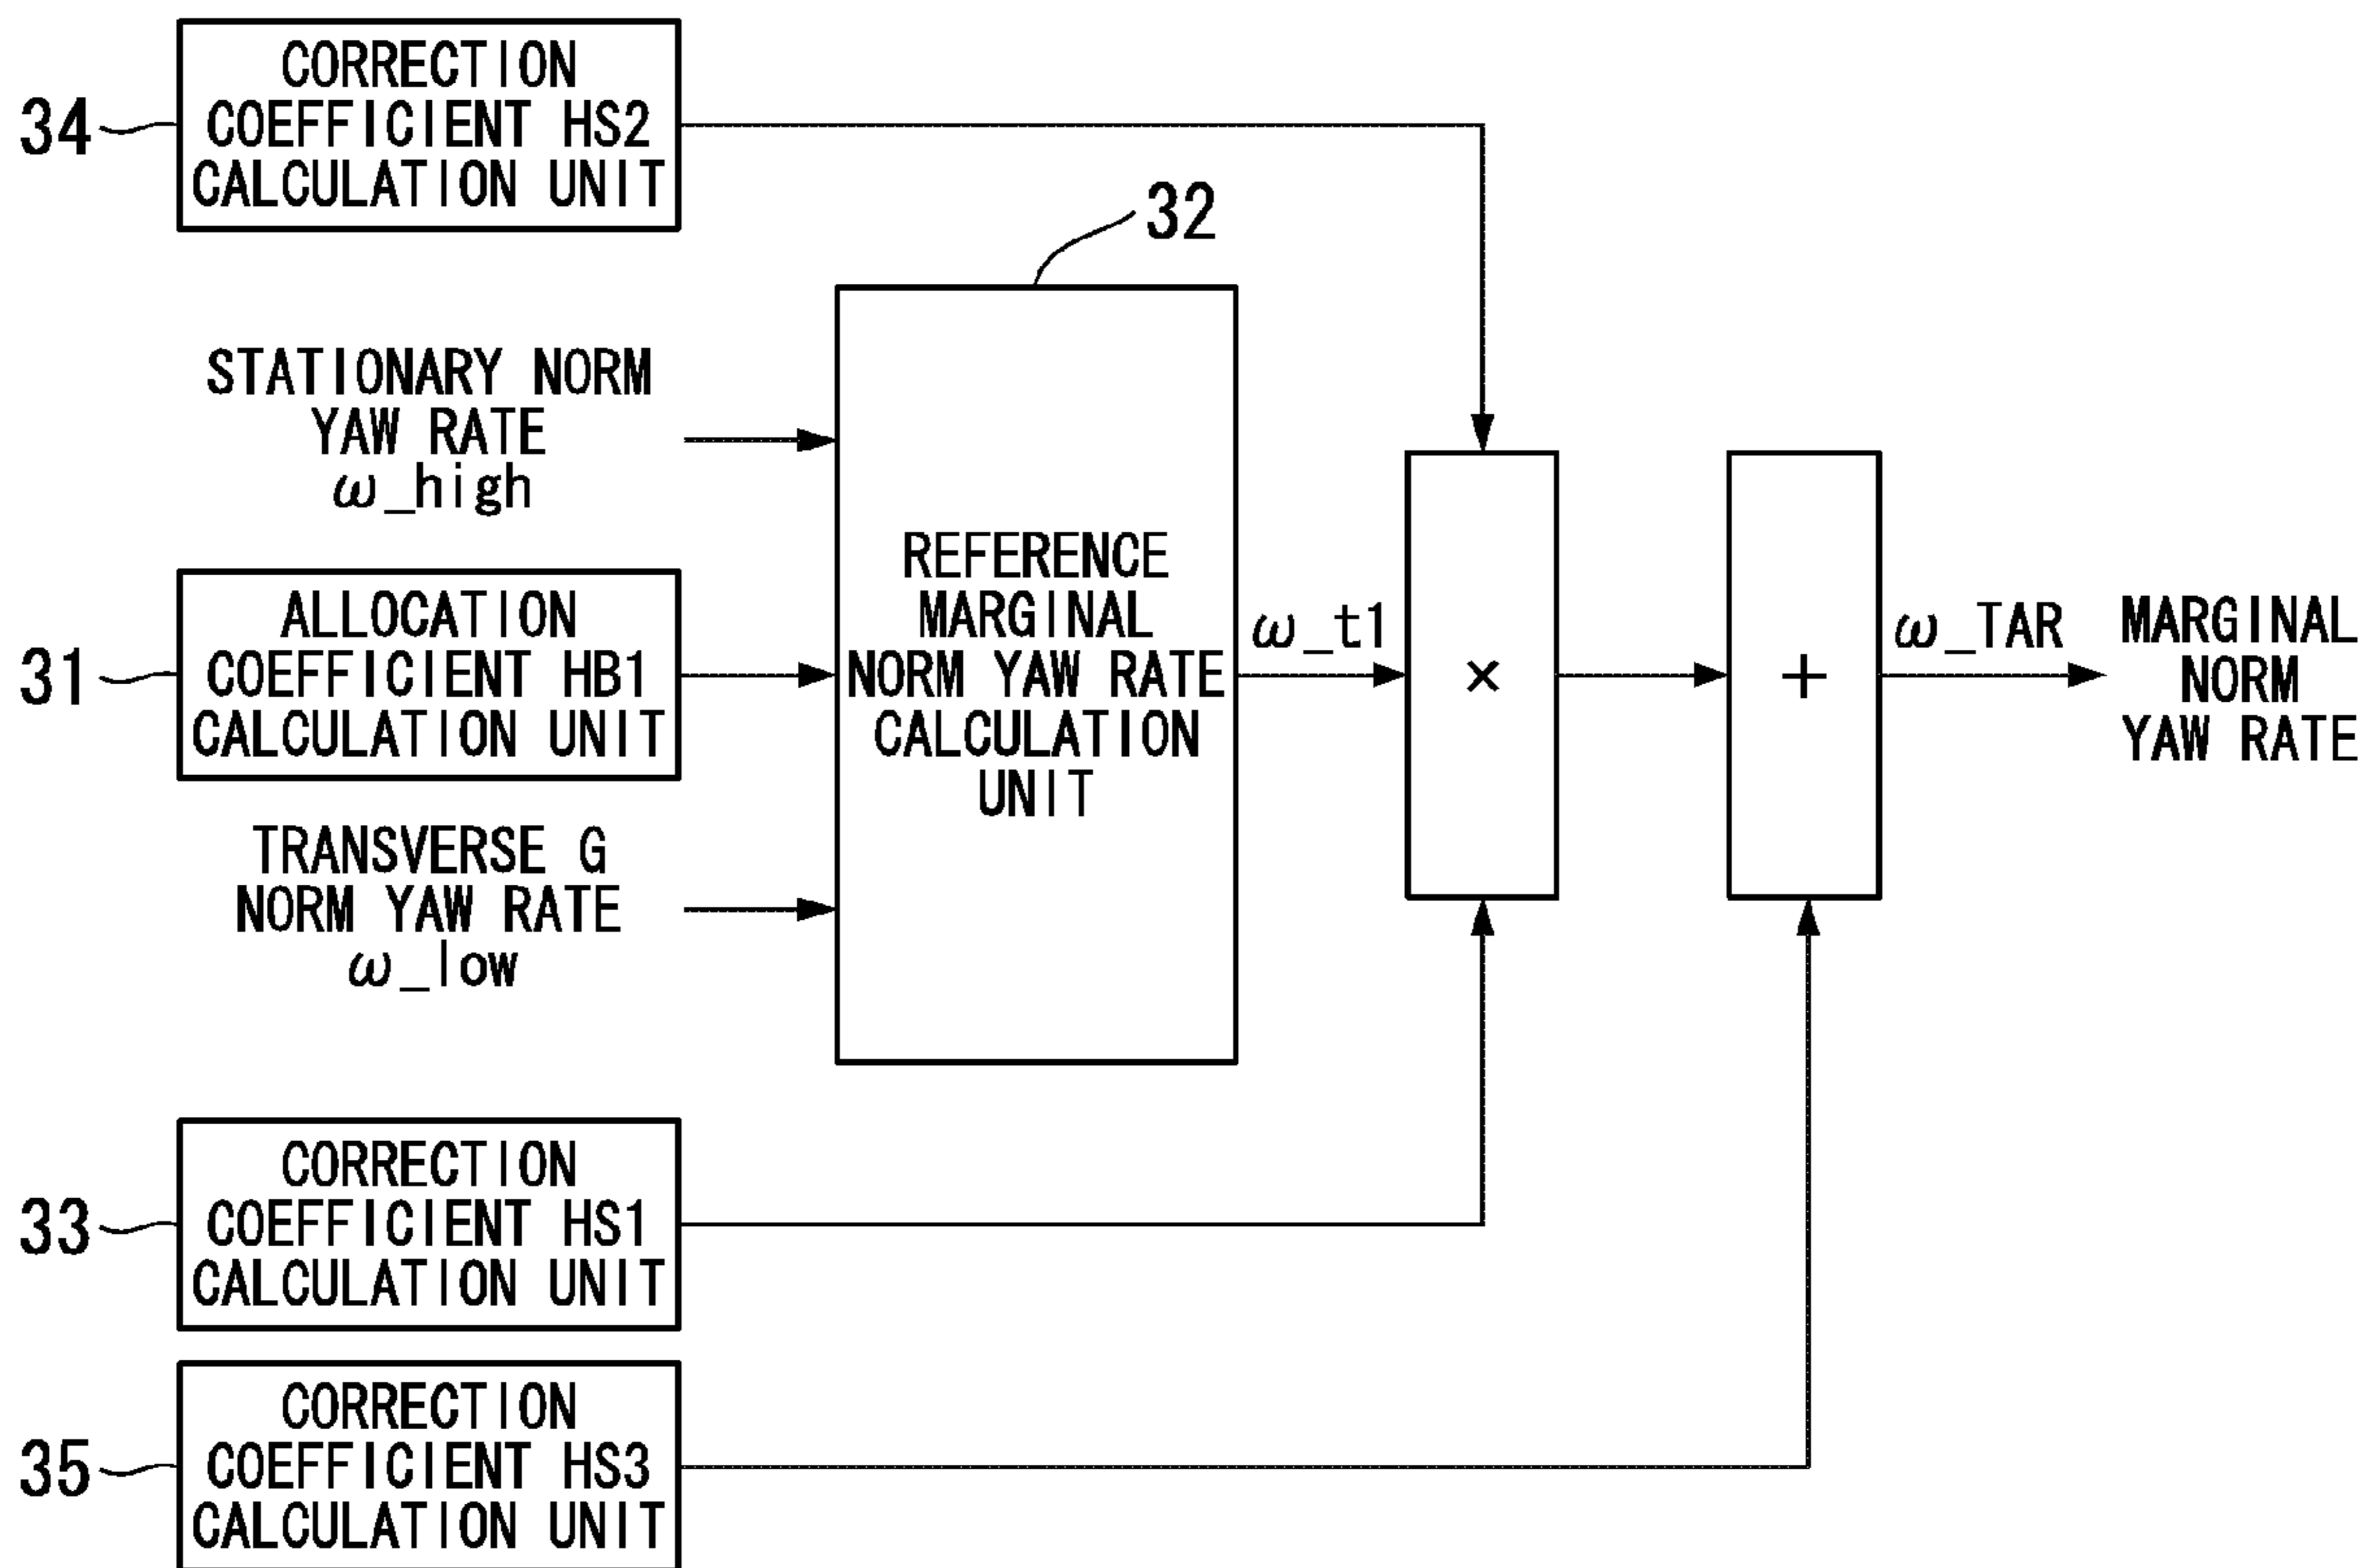 34
CORRECTION
COEFFICIENT HS2
CALCULATION UNIT
32
STATIONARY NORM
YAW RATE
ω_high
31
ALLOCATION
COEFFICIENT HB1
CALCULATION UNIT
TRANSVERSE G
NORM YAW RATE
ω_low
REFERENCE
MARGINAL
NORM YAW RATE
CALCULATION
UNIT
ω_t1
×
+
ω_TAR
MARGINAL
NORM
YAW RATE
33
CORRECTION
COEFFICIENT HS1
CALCULATION UNIT
35
CORRECTION
COEFFICIENT HS3
CALCULATION UNIT